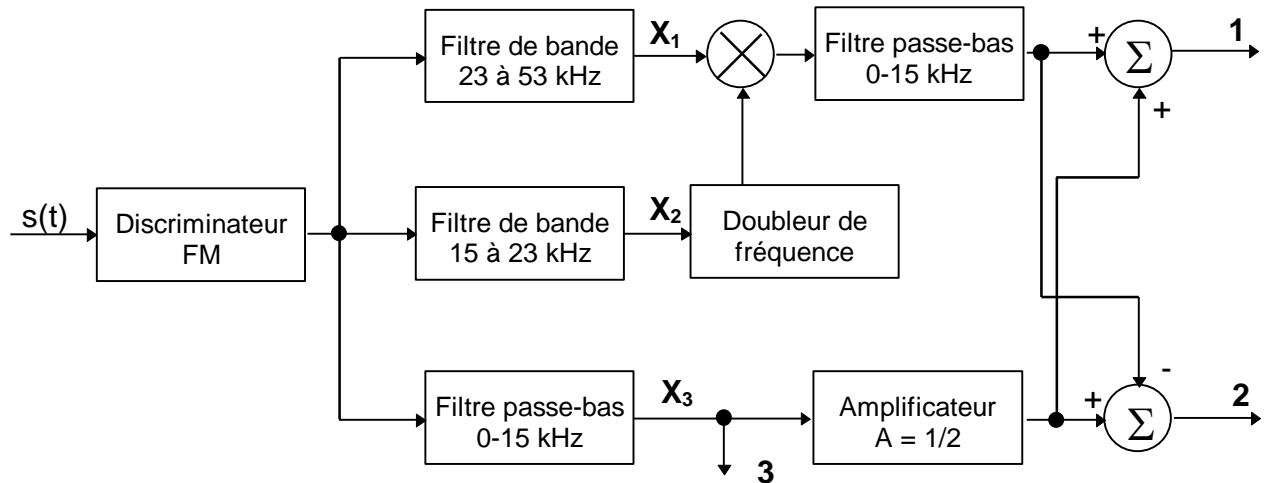 Filtre de bande
23 à 53 kHz
X1
Filtre passe-bas
0-15 kHz
+
Σ
1
+
s(t)
Discriminateur
FM
Filtre de bande
15 à 23 kHz
X2
Doubleur de
fréquence
Filtre passe-bas
0-15 kHz
X3
3
Amplificateur
A = 1/2
-
+
Σ
2